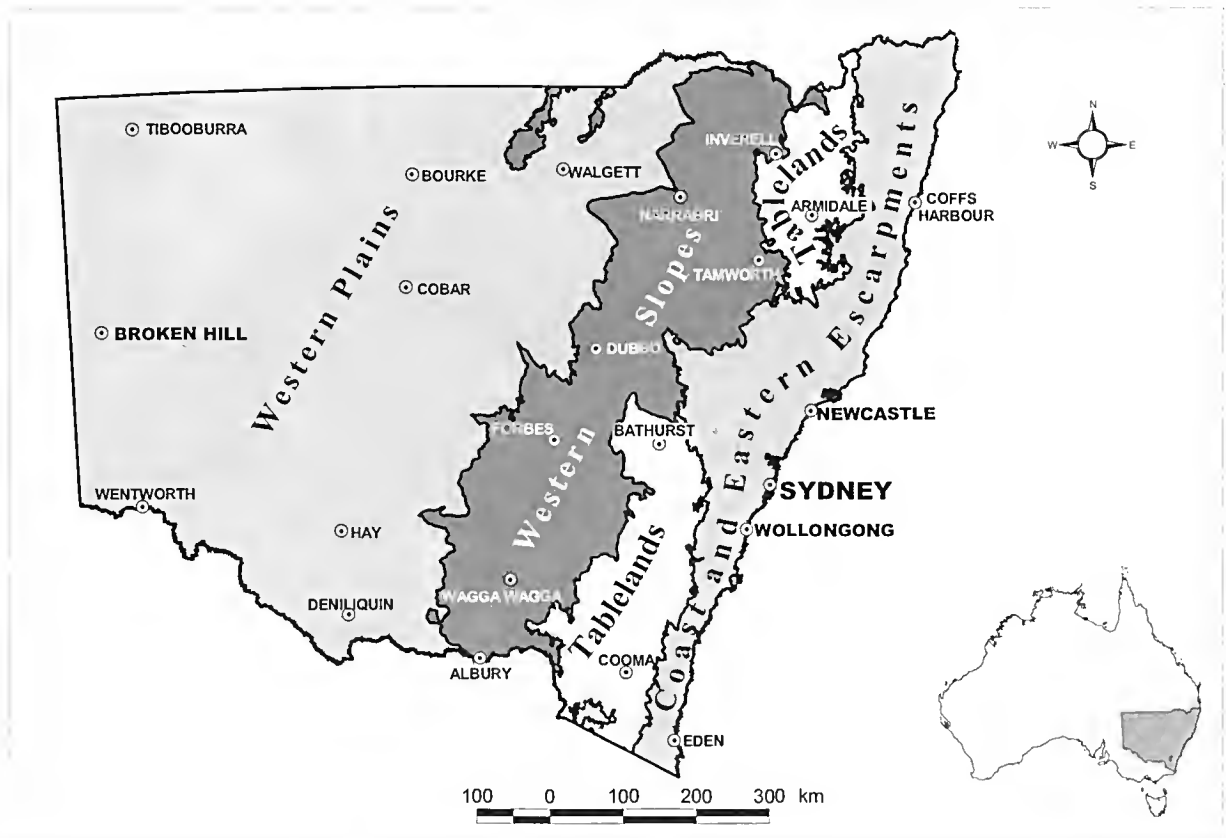 N
W E
S
TIBOOBURRA
BOURKE
WALGETT
INVERELL
Tablelands
ARMIDALE
COFFS
HARBOUR
NARRABRI
TAMWORTH
Western Plains
COBAR
BROKEN HILL
Western Slopes
DUBBO
Coast and Eastern Escarpments
NEWCASTLE
FORBES
BATHURST
SYDNEY
WENTWORTH
HAY
WOLLONGONG
Tablelands
WAGGA WAGGA
DENILIQUIN
ALBURY
COOMA
EDEN
100 0 100 200 300 km